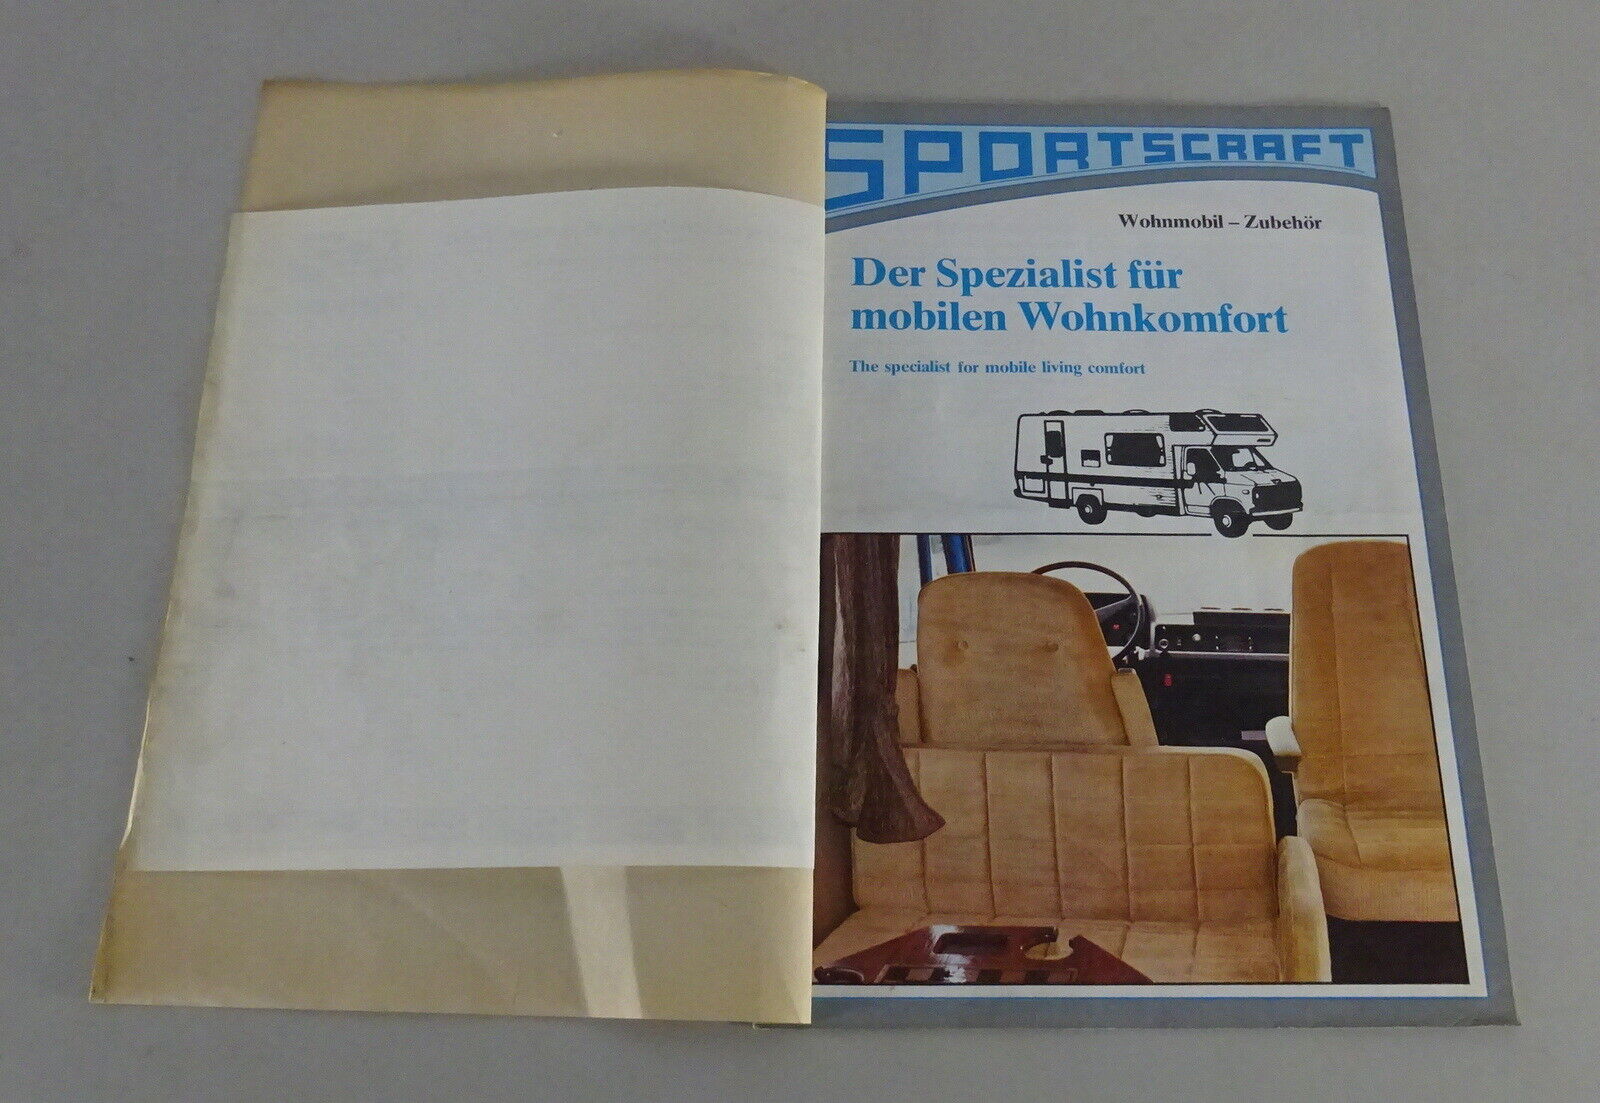 SPORTSCRAFT
Wohnmobil – Zubehör
Der Spezialist für
mobilen Wohnkomfort
The specialist for mobile living comfort